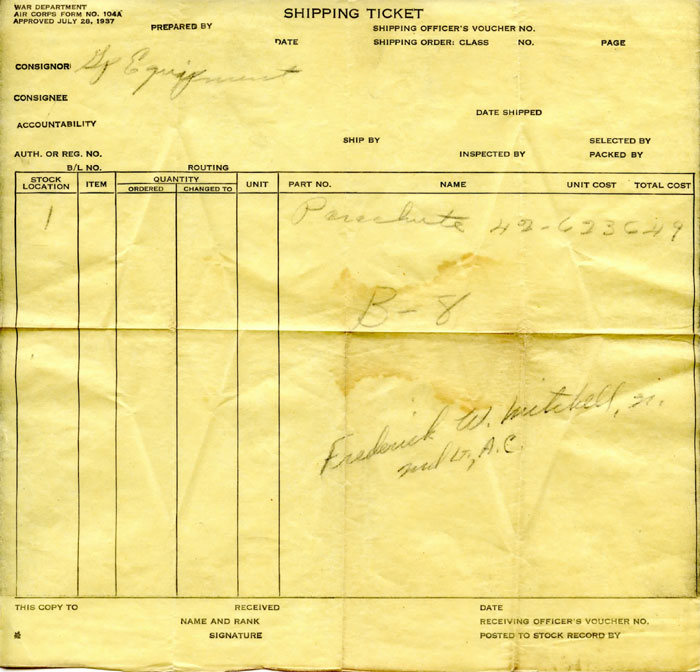 WAR DEPARTMENT
AIR CORPS FORM NO. 104A
APPROVED JULY 28, 1937
SHIPPING TICKET
PREPARED BY
SHIPPING OFFICER'S VOUCHER NO.
DATE
SHIPPING ORDER: CLASS NO. PAGE
CONSIGNOR Equipment
CONSIGNEE
DATE SHIPPED
ACCOUNTABILITY
SHIP BY
SELECTED BY
AUTH. OR REG. NO.
INSPECTED BY
PACKED BY
B/L NO.
ROUTING
STOCK LOCATION
ITEM
QUANTITY
ORDERED
CHANGED TO
UNIT
PART NO.
NAME
UNIT COST
TOTAL COST
1 Parachute 42-623649
B-8
Frederick W. Mitchell, Jr.
2nd Lt., A.C.
THIS COPY TO
RECEIVED
DATE
NAME AND RANK
RECEIVING OFFICER'S VOUCHER NO.
SIGNATURE
POSTED TO STOCK RECORD BY